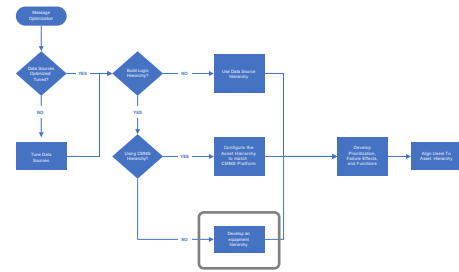 Message
Optimization
Data Sources
Optimized
Tuned?
YES
Build Logic
Hierarchy?
NO
Use Data Source
Hierarchy
NO
YES
Tune Data
Sources
Using CMMS
Hierarchy?
YES
Configure the
Asset Hierarchy
to match
CMMS Platform
Develop
Prioritization,
Failure Effects,
and Functions
Align Users To
Asset Hierarchy
NO
Develop an
equipment
hierarchy